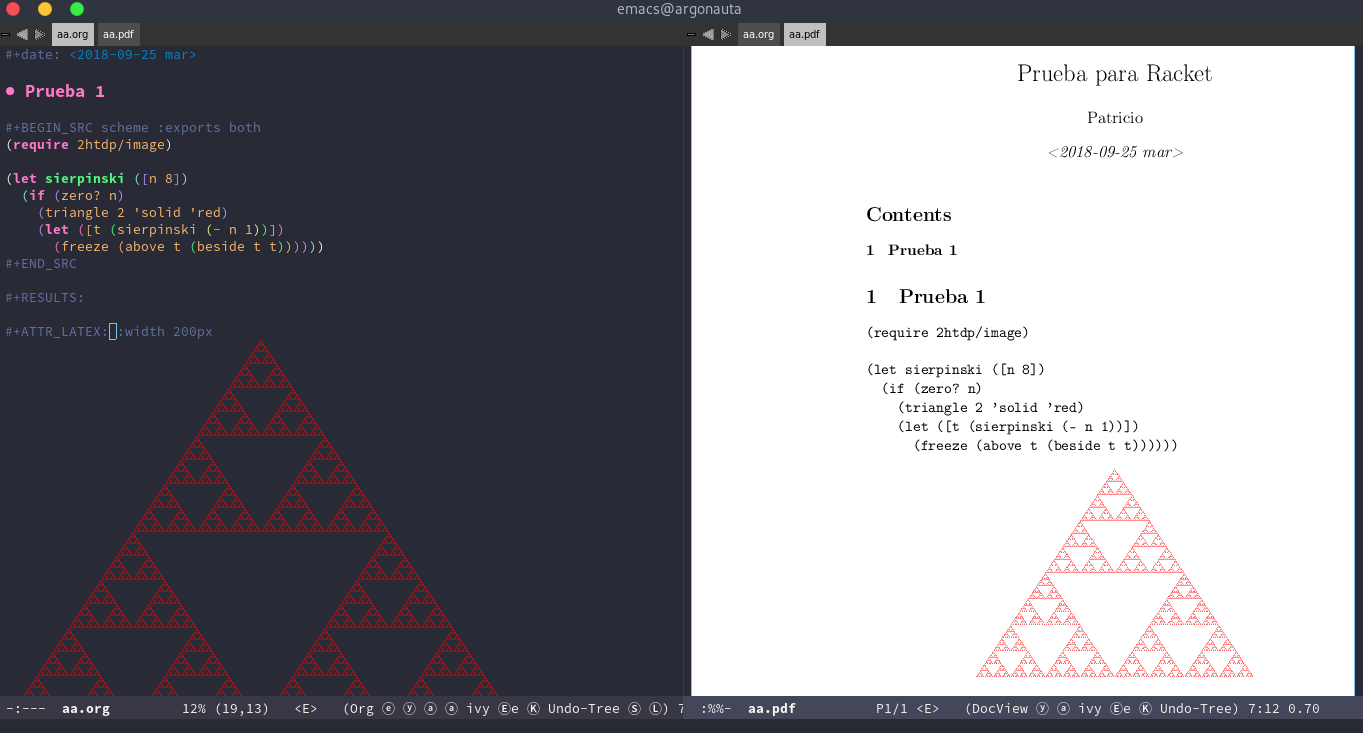 emacs@argonauta
aa.org aa.pdf
#+date: <2018-09-25 mar>
● Prueba 1
#+BEGIN_SRC scheme :exports both
(require 2htdp/image)
(let sierpinski ([n 8])
(if (zero? n)
(triangle 2 'solid 'red)
(let ([t (sierpinski (- n 1))])
(freeze (above t (beside t t))))))
#+END_SRC
#+RESULTS:
#+ATTR_LATEX: :width 200px
-:--- aa.org 12% (19,13) <E> (Org ⓔ ⓨ ⓐ ⓐ ivy Ⓔe Ⓚ Undo-Tree Ⓢ Ⓛ) 7
aa.org aa.pdf
Prueba para Racket
Patricio
<2018-09-25 mar>
Contents
1 Prueba 1
1 Prueba 1
(require 2htdp/image)
(let sierpinski ([n 8])
(if (zero? n)
(triangle 2 ’solid ’red)
(let ([t (sierpinski (- n 1))])
(freeze (above t (beside t t))))))
:%%- aa.pdf P1/1 <E> (DocView ⓨ ⓐ ivy Ⓔe Ⓚ Undo-Tree) 7:12 0.70